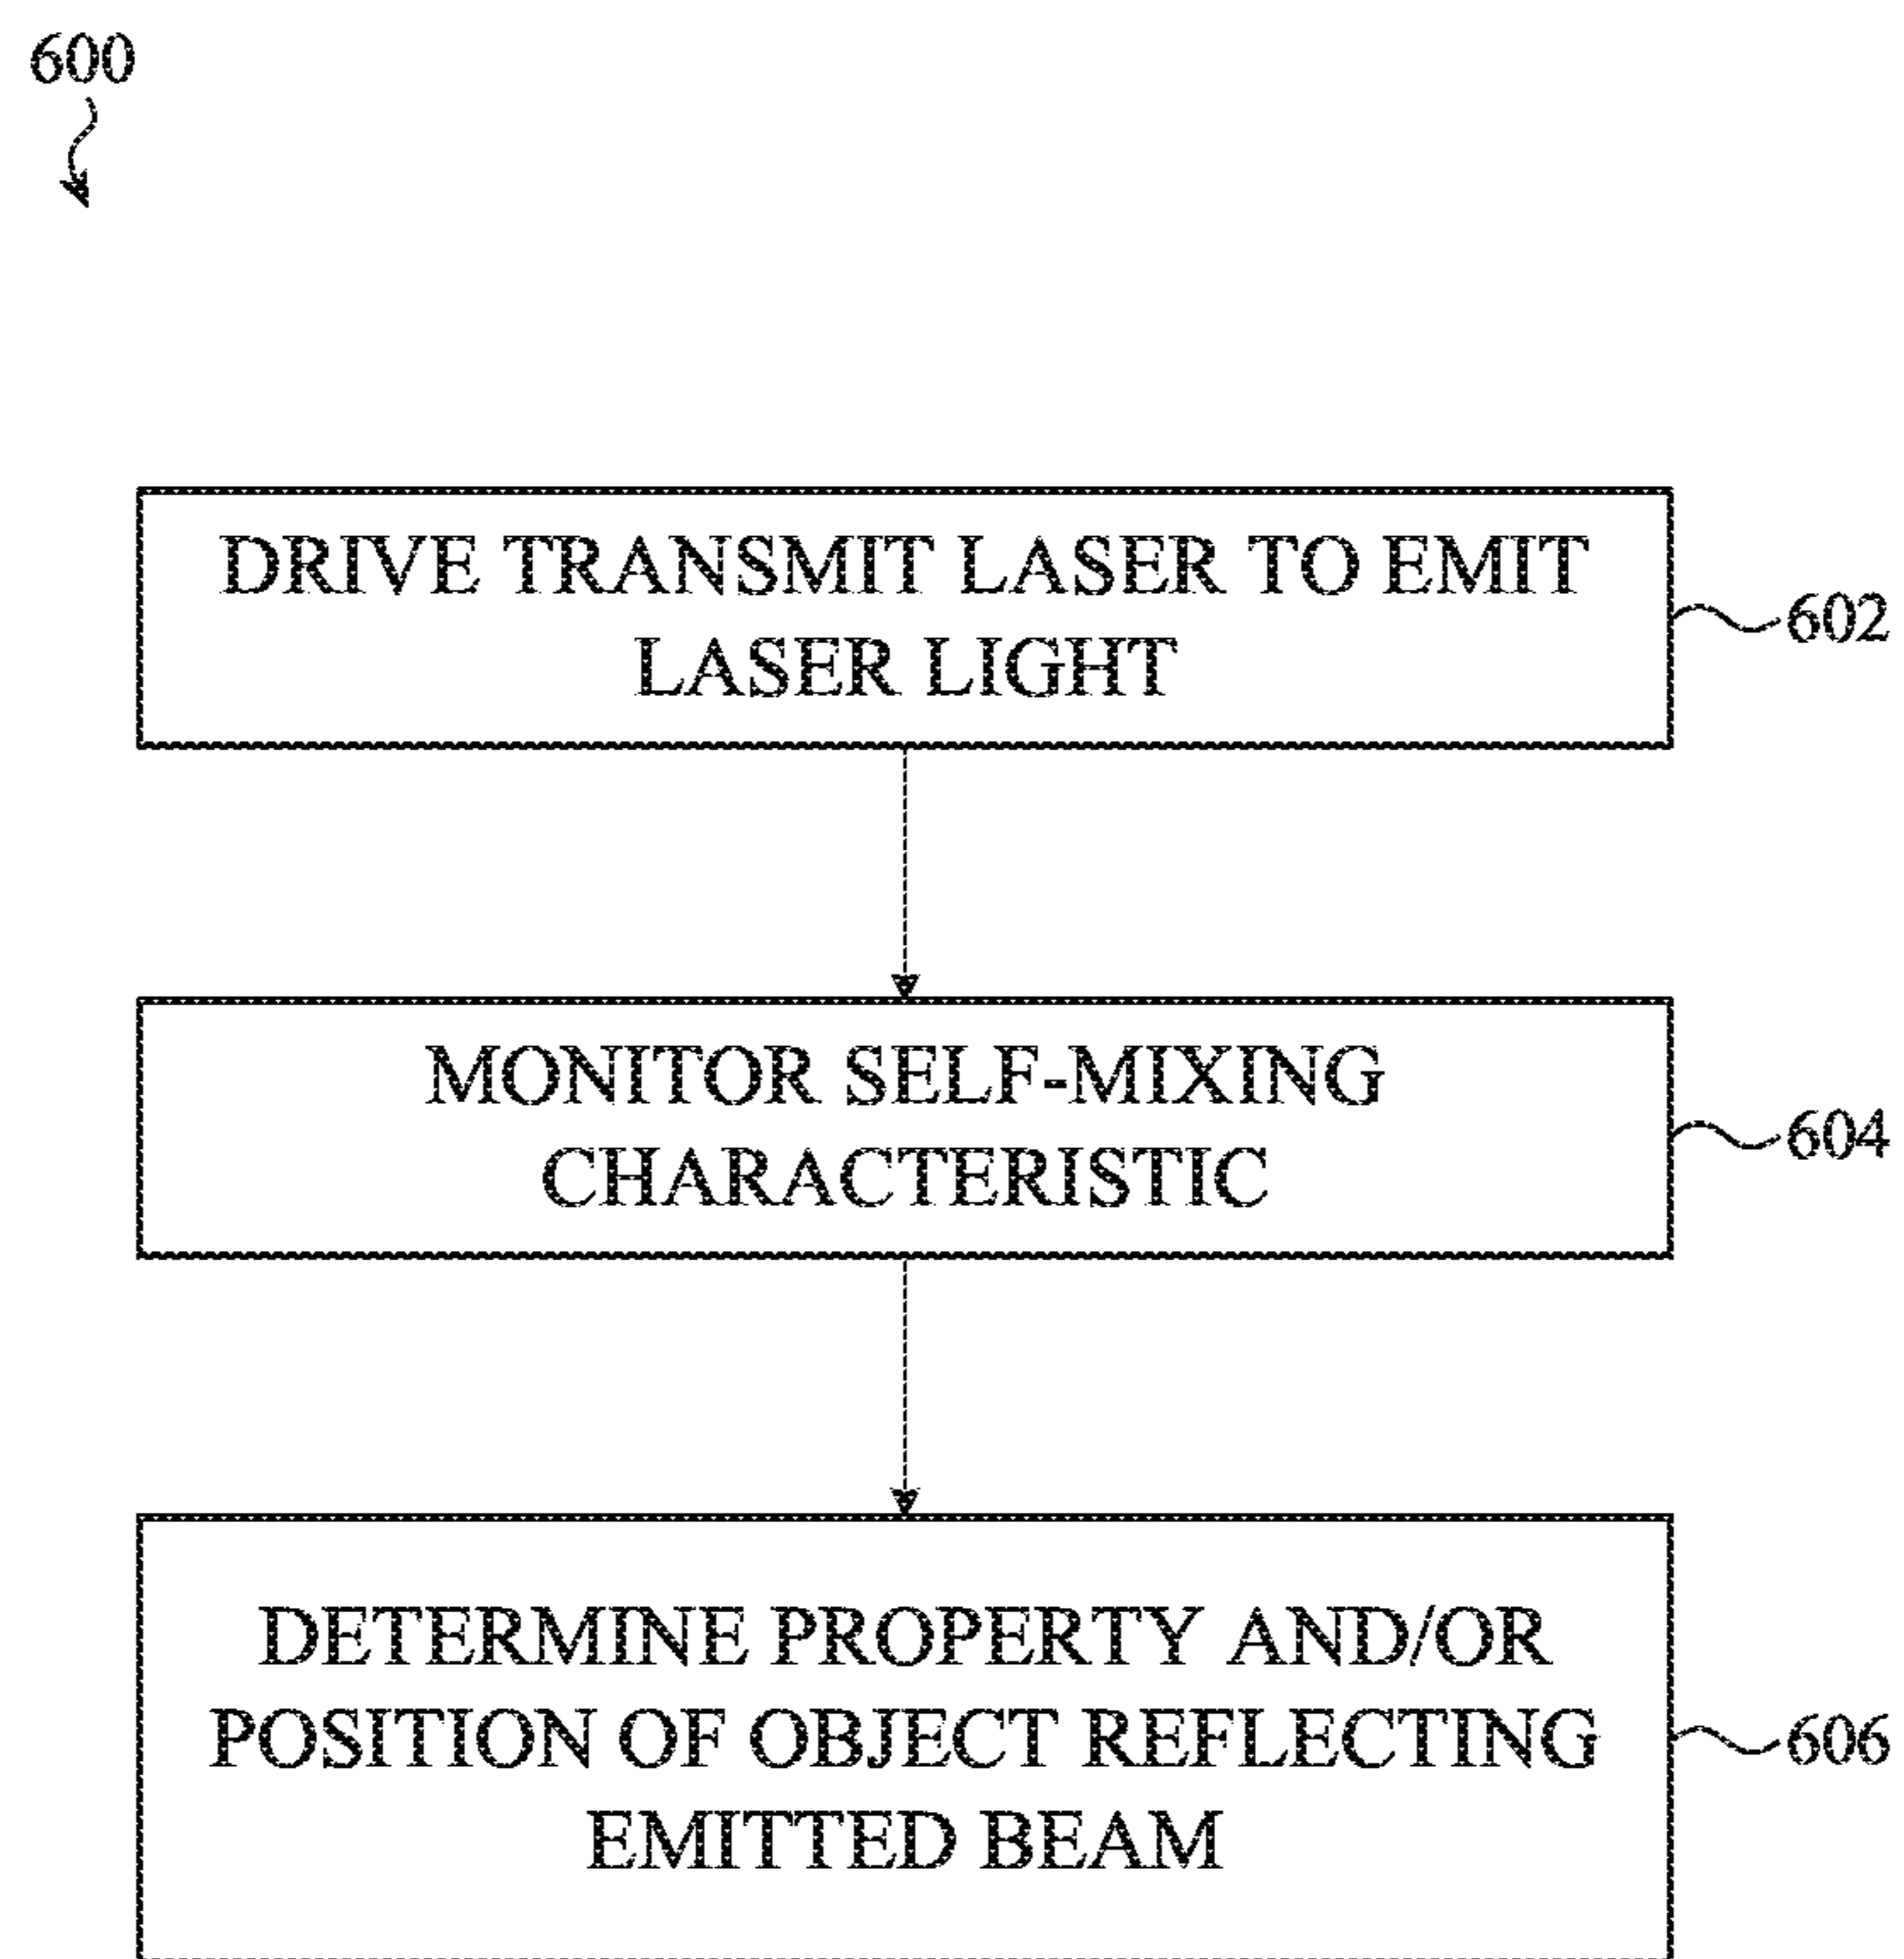 600
DRIVE TRANSMIT LASER TO EMIT
LASER LIGHT
602
MONITOR SELF-MIXING
CHARACTERISTIC
604
DETERMINE PROPERTY AND/OR
POSITION OF OBJECT REFLECTING
EMITTED BEAM
606